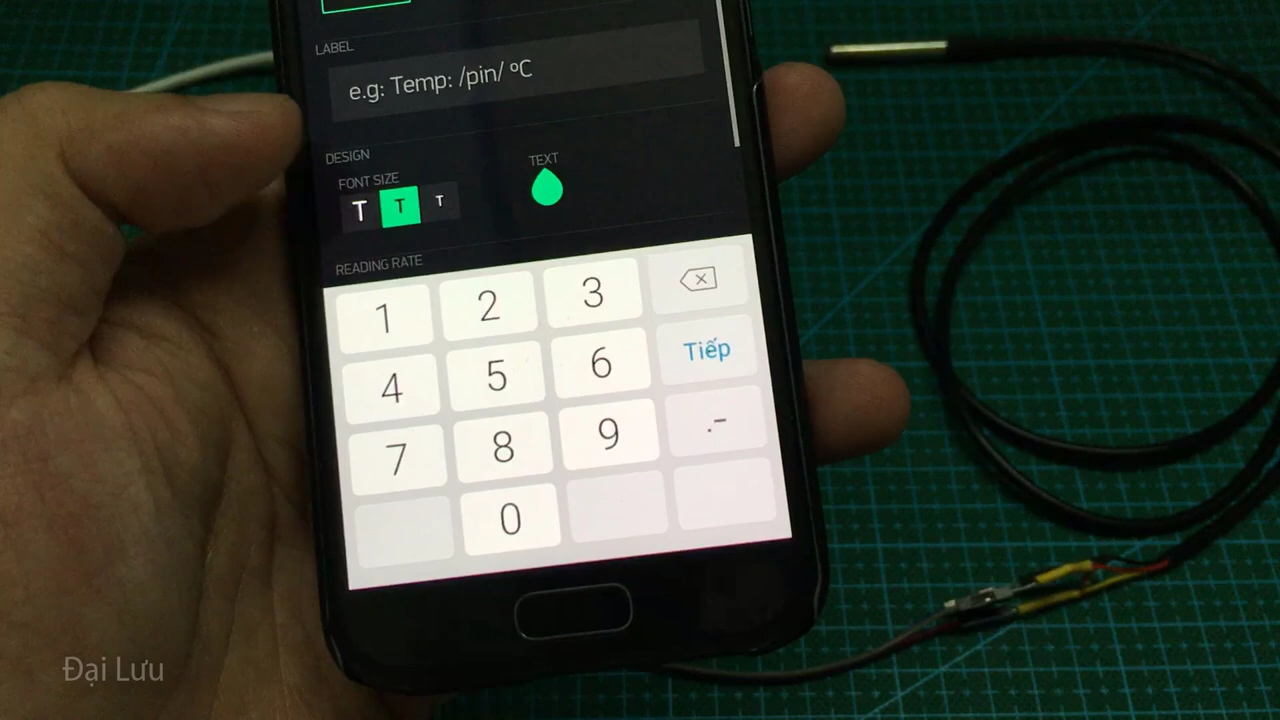 LABEL
e.g: Temp: /pin/ ºC
DESIGN
FONT SIZE
TEXT
T T T
READING RATE
1 2 3
4 5 6 Tiếp
7 8 9 .-
0
Đại Lưu